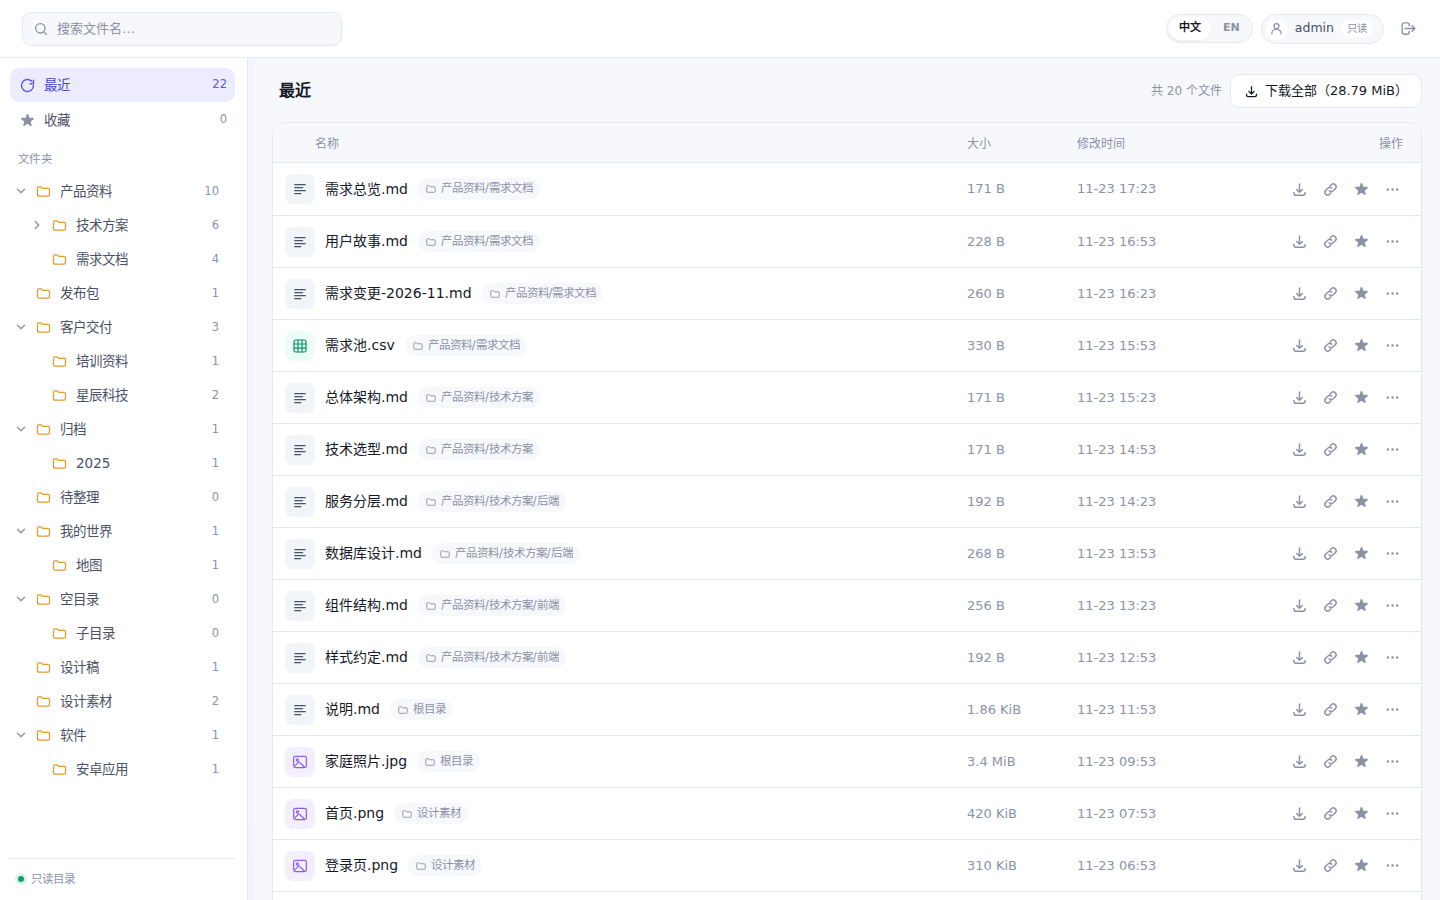 搜索文件名...
中文 EN admin 只读
最近 22
收藏 0
文件夹
产品资料 10
技术方案 6
需求文档 4
发布包 1
客户交付 3
培训资料 1
星辰科技 2
归档 1
2025 1
待整理 0
我的世界 1
地图 1
空目录 0
子目录 0
设计稿 1
设计素材 2
软件 1
安卓应用 1
只读目录
最近
共 20 个文件 下载全部（28.79 MiB）
名称 大小 修改时间 操作
需求总览.md 产品资料/需求文档 171 B 11-23 17:23
用户故事.md 产品资料/需求文档 228 B 11-23 16:53
需求变更-2026-11.md 产品资料/需求文档 260 B 11-23 16:23
需求池.csv 产品资料/需求文档 330 B 11-23 15:53
总体架构.md 产品资料/技术方案 171 B 11-23 15:23
技术选型.md 产品资料/技术方案 171 B 11-23 14:53
服务分层.md 产品资料/技术方案/后端 192 B 11-23 14:23
数据库设计.md 产品资料/技术方案/后端 268 B 11-23 13:53
组件结构.md 产品资料/技术方案/前端 256 B 11-23 13:23
样式约定.md 产品资料/技术方案/前端 192 B 11-23 12:53
说明.md 根目录 1.86 KiB 11-23 11:53
家庭照片.jpg 根目录 3.4 MiB 11-23 09:53
首页.png 设计素材 420 KiB 11-23 07:53
登录页.png 设计素材 310 KiB 11-23 06:53